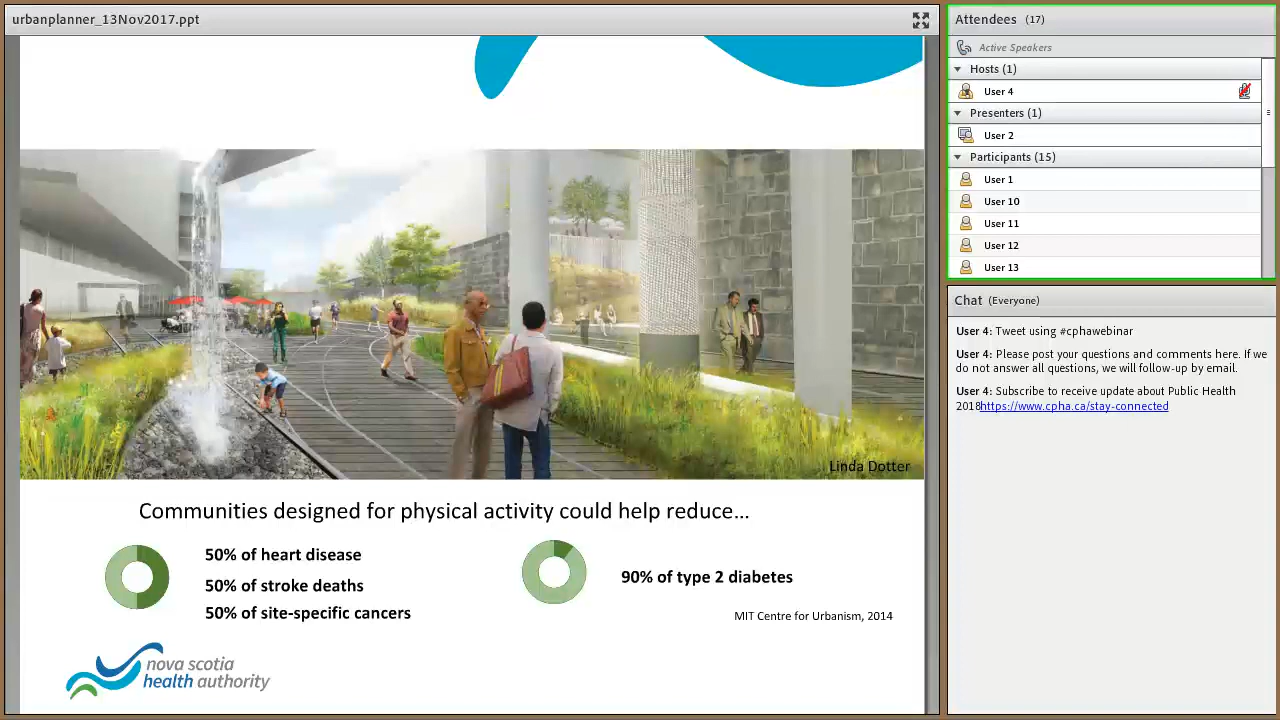 urbanplanner_13Nov2017.ppt
Linda Dotter
Communities designed for physical activity could help reduce...
50% of heart disease
50% of stroke deaths
50% of site-specific cancers
90% of type 2 diabetes
MIT Centre for Urbanism, 2014
nova scotia
health authority
Attendees (17)
Active Speakers
Hosts (1)
User 4
Presenters (1)
User 2
Participants (15)
User 1
User 10
User 11
User 12
User 13
Chat (Everyone)
User 4: Tweet using #cphawebinar
User 4: Please post your questions and comments here. If we
do not answer all questions, we will follow-up by email.
User 4: Subscribe to receive update about Public Health
2018https://www.cpha.ca/stay-connected